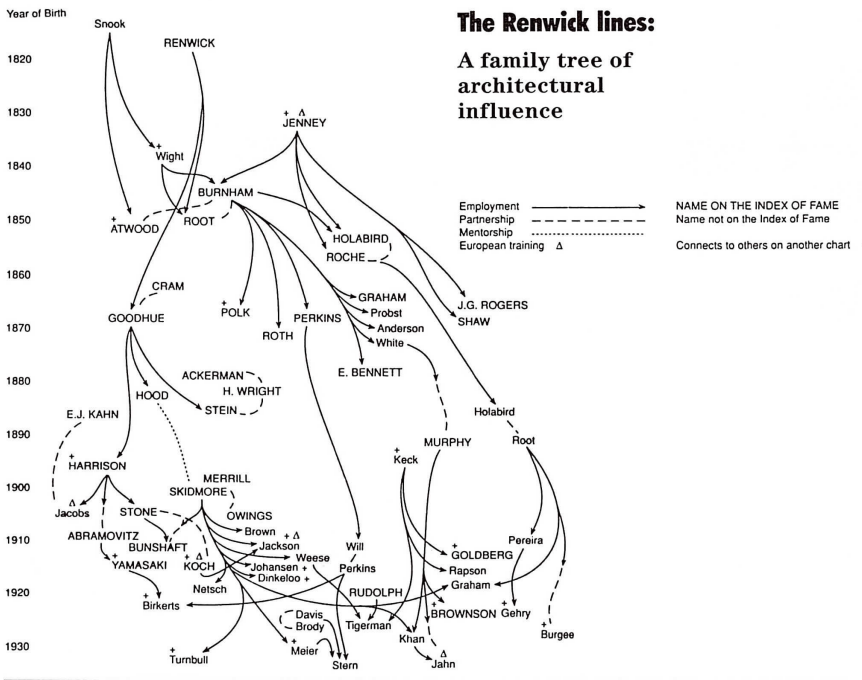 Year of Birth
The Renwick lines:
A family tree of
architectural
influence
Snook
RENWICK
1820
1830
+ Δ
JENNEY
1840
+
Wight
BURNHAM
Employment NAME ON THE INDEX OF FAME
Partnership Name not on the Index of Fame
Mentorship
European training Δ Connects to others on another chart
1850
+
ATWOOD
ROOT
HOLABIRD
ROCHE
1860
CRAM
GOODHUE
+
POLK
ROTH
PERKINS
GRAHAM
Probst
Anderson
White
J.G. ROGERS
SHAW
1870
E. BENNETT
1880
ACKERMAN
H. WRIGHT
HOOD
STEIN
E.J. KAHN
Holabird
1890
MURPHY
Root
+
HARRISON
+
Keck
1900
MERRILL
SKIDMORE
OWINGS
Δ
Jacobs
STONE
Brown
1910
ABRAMOVITZ
BUNSHAFT
+ Δ
Jackson
Will
Pereira
+
GOLDBERG
+
YAMASAKI
+ Δ
KOCH
Weese
Johansen +
Dinkeloo +
Perkins
Rapson
Graham
1920
Netsch
RUDOLPH
+
Birkerts
Davis
Brody
Tigerman
+
BROWNSON
+
Gehry
+
Burgee
Khan
1930
+
Turnbull
+
Meier
Stern
Δ
Jahn